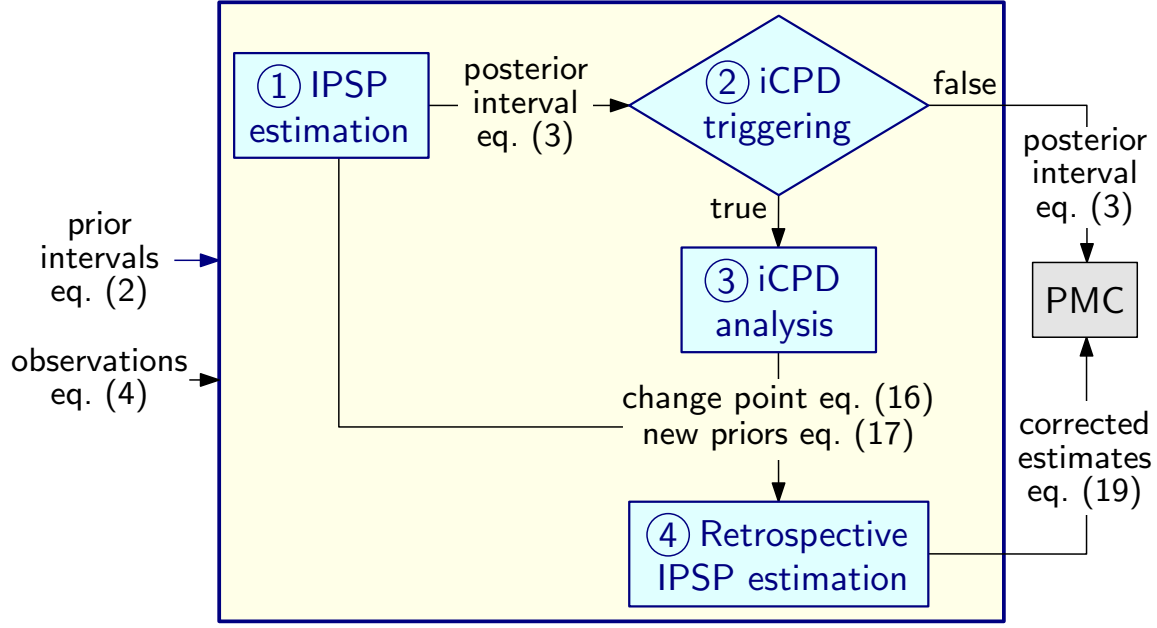 prior
intervals
eq. (2)
observations
eq. (4)
① IPSP
estimation
posterior
interval
eq. (3)
② iCPD
triggering
false
true
posterior
interval
eq. (3)
③ iCPD
analysis
PMC
change point eq. (16)
new priors eq. (17)
corrected
estimates
eq. (19)
④ Retrospective
IPSP estimation